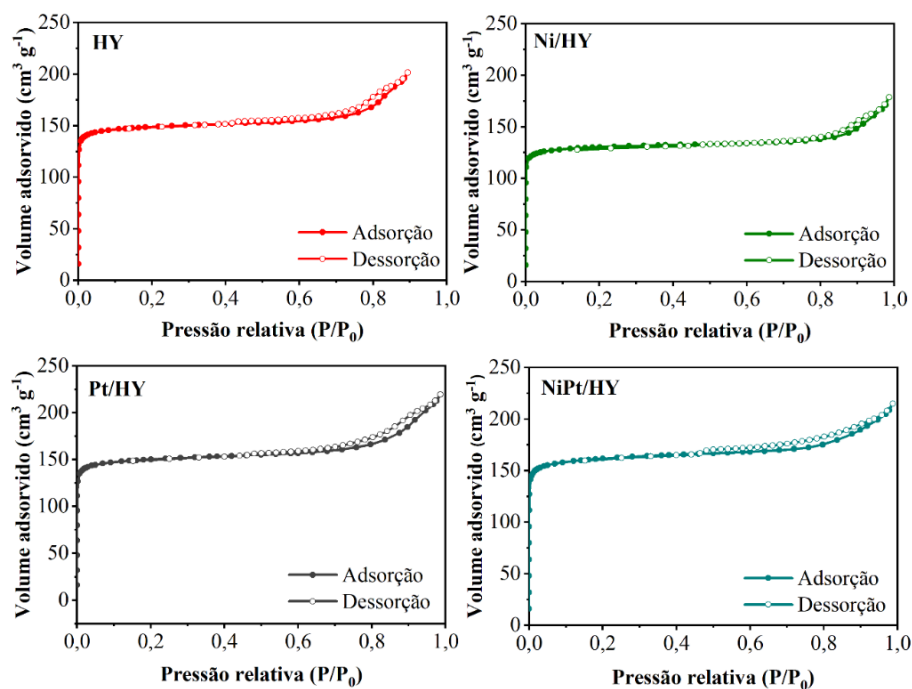 HY
Volume adsorvido (cm³ g⁻¹)
250
200
150
100
50
0
Adsorção
Dessorção
0,0 0,2 0,4 0,6 0,8 1,0
Pressão relativa (P/P₀)
Ni/HY
Volume adsorvido (cm³ g⁻¹)
250
200
150
100
50
0
Adsorção
Dessorção
0,0 0,2 0,4 0,6 0,8 1,0
Pressão relativa (P/P₀)
Pt/HY
Volume adsorvido (cm³ g⁻¹)
250
200
150
100
50
0
Adsorção
Dessorção
0,0 0,2 0,4 0,6 0,8 1,0
Pressão relativa (P/P₀)
NiPt/HY
Volume adsorvido (cm³ g⁻¹)
250
200
150
100
50
0
Adsorção
Dessorção
0,0 0,2 0,4 0,6 0,8 1,0
Pressão relativa (P/P₀)